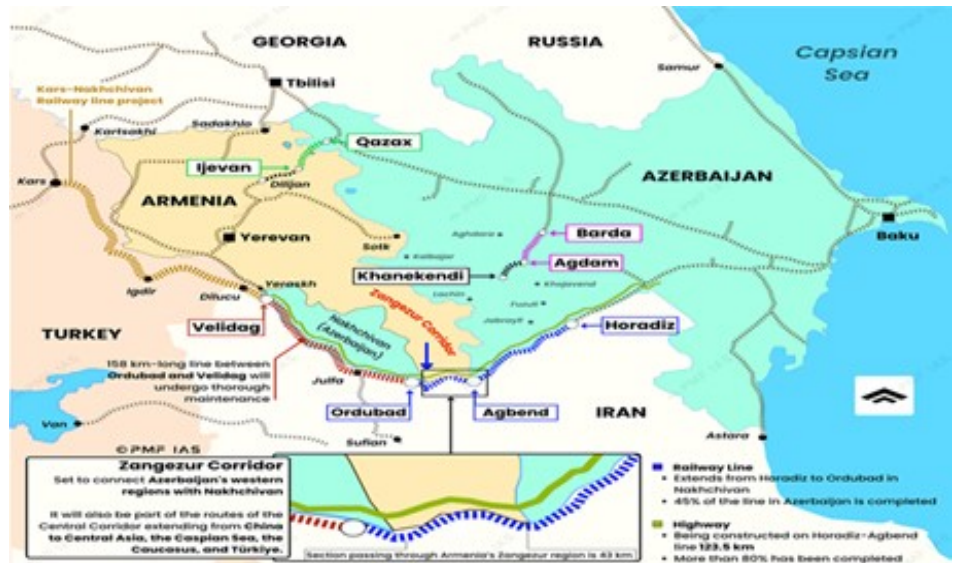 GEORGIA
RUSSIA
Capsian
Sea
Samur
Tbilisi
Kars-Nakhchivan
Railway line project
Kartsakhi
Sadakhlo
Qazax
Ijevan
Dilijan
Kars
ARMENIA
AZERBAIJAN
Yerevan
Sotk
Aghdara
Kalbajar
Barda
Agdam
Khanekendi
Khojavend
Baku
Igdir
Dilucu
Yeraskh
Lachin
Fuzuli
Jabrayil
Zangezur Corridor
Nakhchivan
(Azerbaijan)
Velidag
Horadiz
TURKEY
158 km-long line between
Ordubad and Velidag will
undergo thorough
maintenance
Julfa
Ordubad
Agbend
IRAN
Van
Sufian
Astara
©PMF IAS
Zangezur Corridor
Set to connect Azerbaijan's western
regions with Nakhchivan
It will also be part of the routes of the
Central Corridor extending from China
to Central Asia, the Caspian Sea, the
Caucasus, and Türkiye.
Section passing through Armenia's Zangezur region is 43 km
Railway Line
• Extends from Horadiz to Ordubad in
Nakhchivan
• 45% of the line in Azerbaijan is completed
Highway
• Being constructed on Horadiz-Agbend
line 123.5 km
• More than 80% has been completed